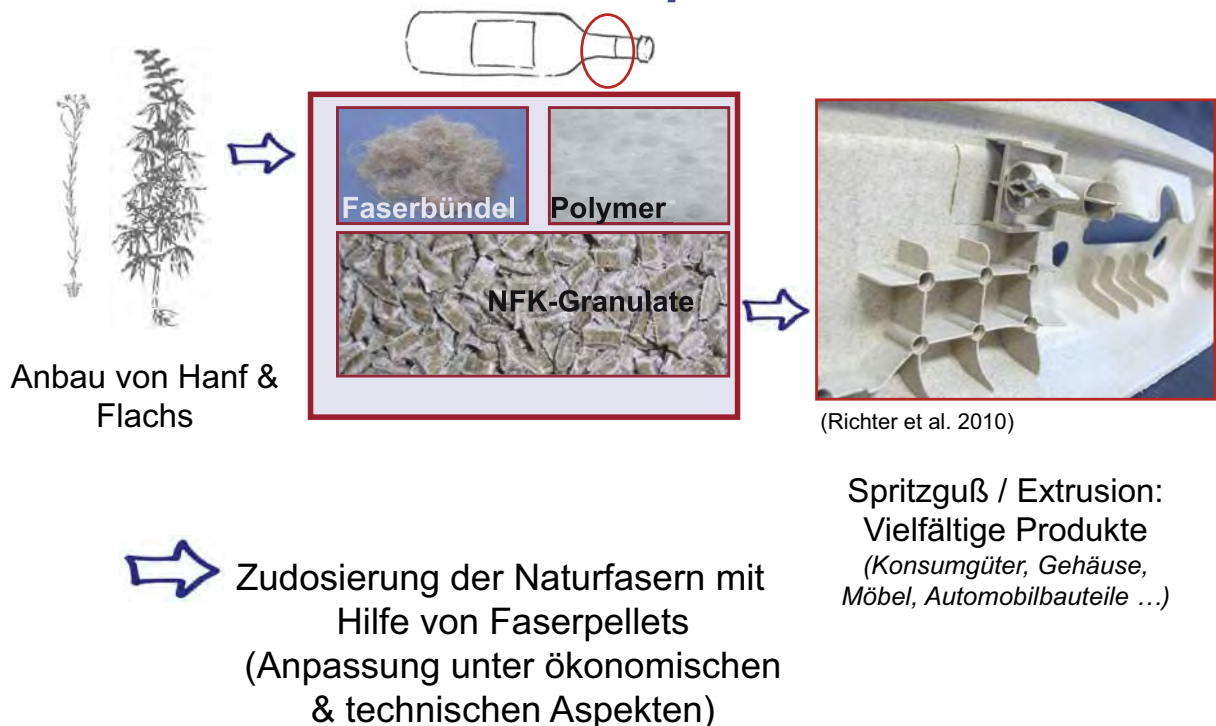 Faserbündel
Polymer
NFK-Granulate
Anbau von Hanf &
Flachs
(Richter et al. 2010)
Spritzguß / Extrusion:
Vielfältige Produkte
(Konsumgüter, Gehäuse,
Möbel, Automobilbauteile …)
Zudosierung der Naturfasern mit
Hilfe von Faserpellets
(Anpassung unter ökonomischen
& technischen Aspekten)